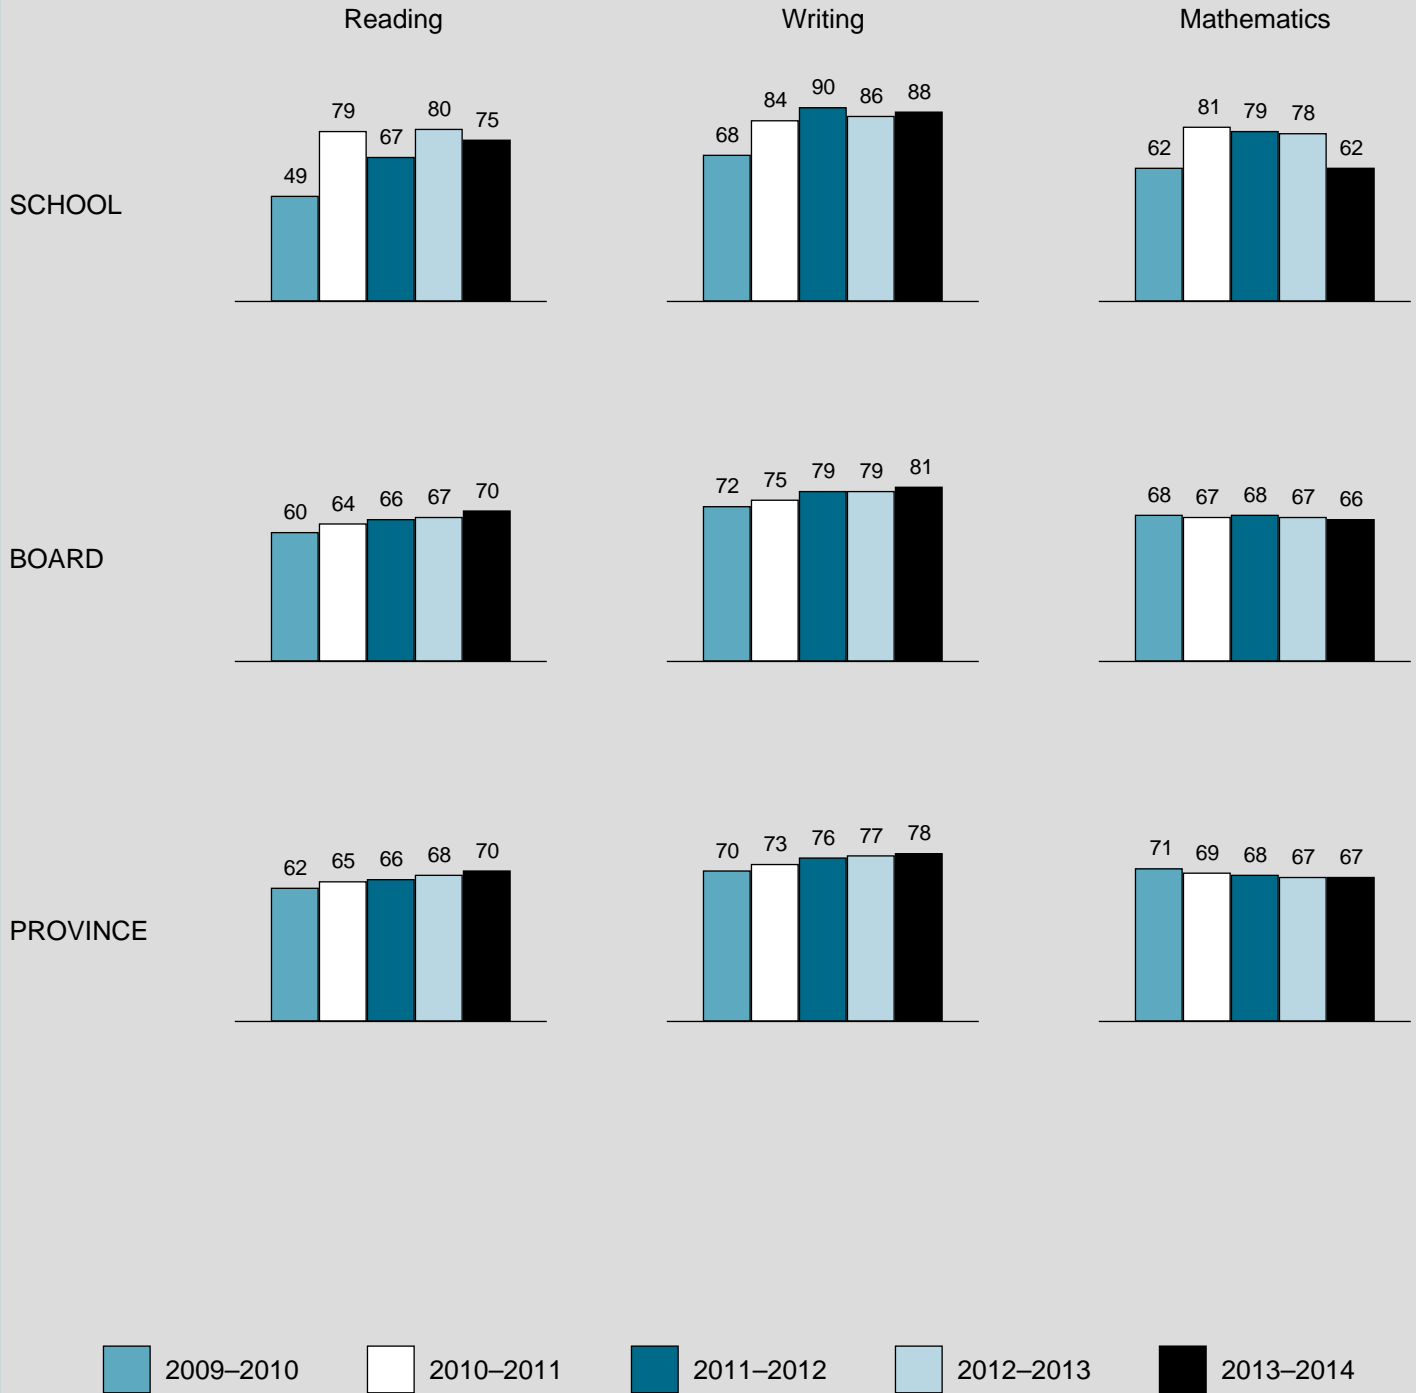 Reading Writing Mathematics
SCHOOL
49 79 67 80 75
68 84 90 86 88
62 81 79 78 62
BOARD
60 64 66 67 70
72 75 79 79 81
68 67 68 67 66
PROVINCE
62 65 66 68 70
70 73 76 77 78
71 69 68 67 67
2009–2010 2010–2011 2011–2012 2012–2013 2013–2014